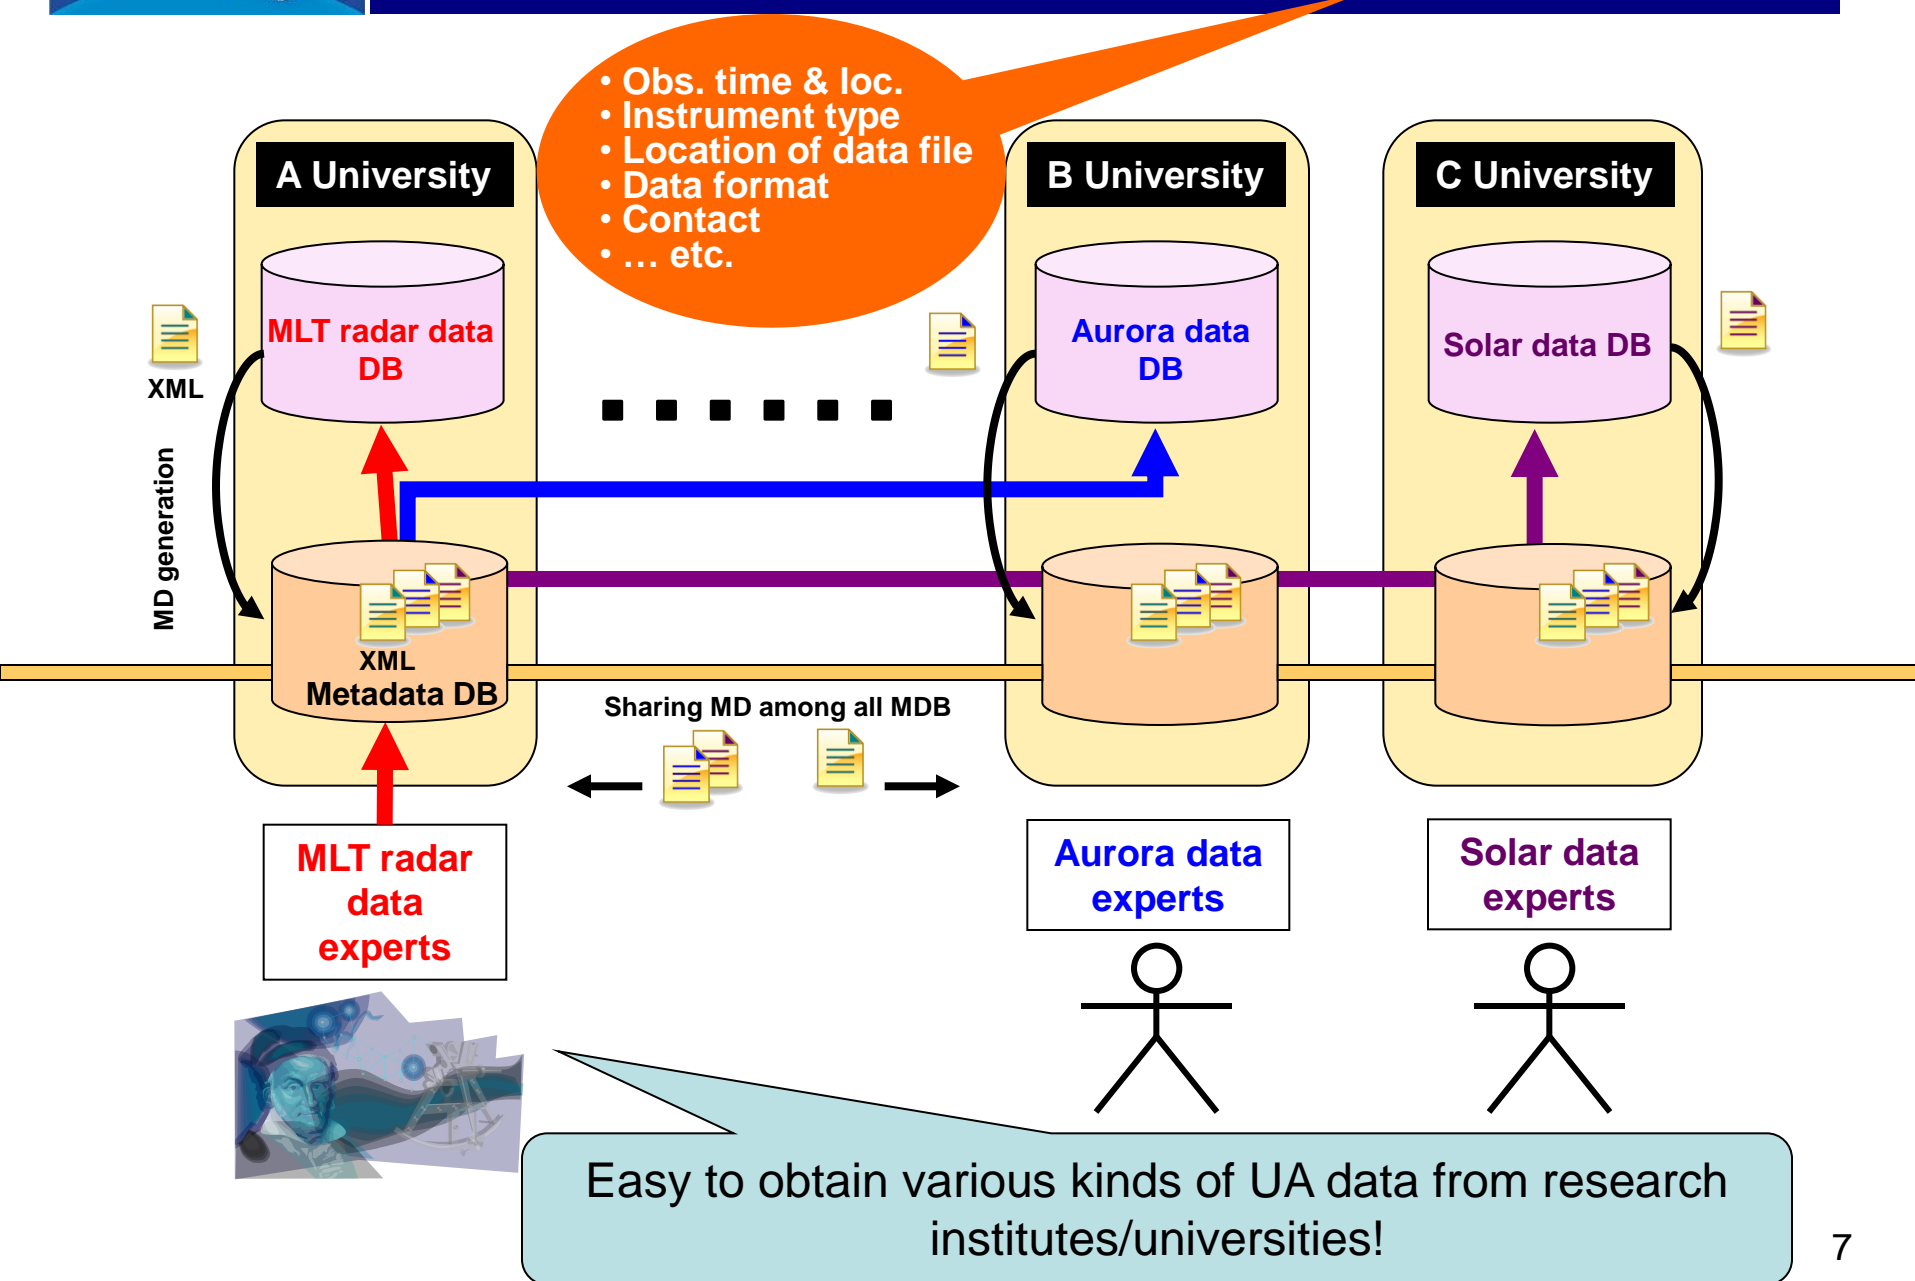 • Obs. time & loc.
• Instrument type
• Location of data file
• Data format
• Contact
• … etc.
A University
B University
C University
MLT radar data
DB
Aurora data
DB
Solar data DB
XML
MD generation
XML
Metadata DB
Sharing MD among all MDB
MLT radar
data
experts
Aurora data
experts
Solar data
experts
Easy to obtain various kinds of UA data from research
institutes/universities!
7